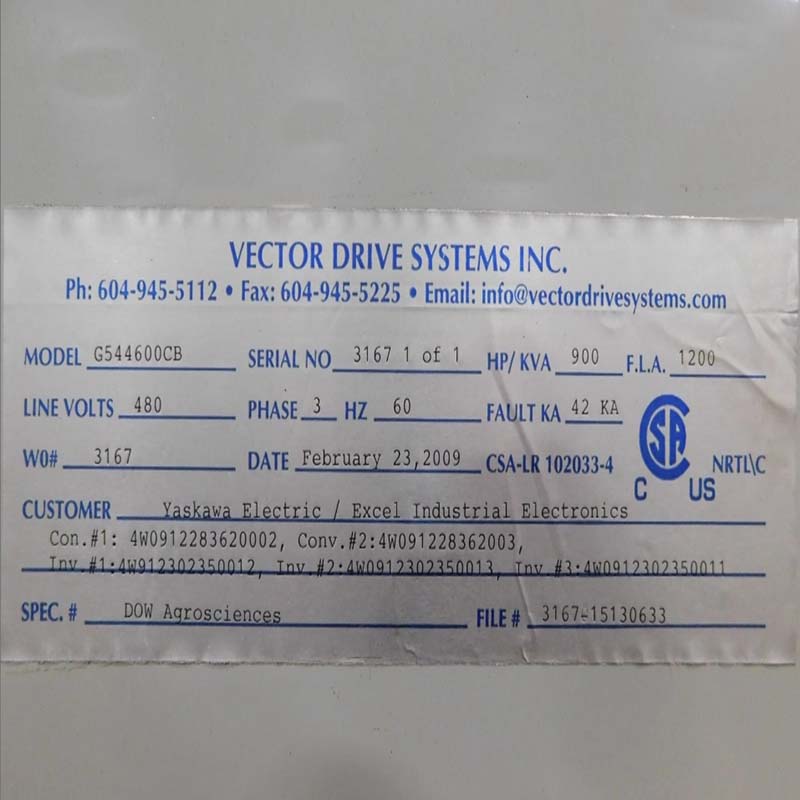 VECTOR DRIVE SYSTEMS INC.
Ph: 604-945-5112 • Fax: 604-945-5225 • Email: info@vectordrivesystems.com
MODEL G544600CB SERIAL NO 3167 1 of 1 HP/ KVA 900 F.L.A. 1200
LINE VOLTS 480 PHASE 3 HZ 60 FAULT KA 42 KA
WO# 3167 DATE February 23,2009 CSA-LR 102033-4 SA NRTL\C
C US
CUSTOMER Yaskawa Electric / Excel Industrial Electronics
Con.#1: 4W0912283620002, Conv.#2:4W091228362003,
Inv.#1:4W912302350012, Inv.#2:4W0912302350013, Inv.#3:4W0912302350011
SPEC. # DOW Agrosciences FILE # 3167-15130633